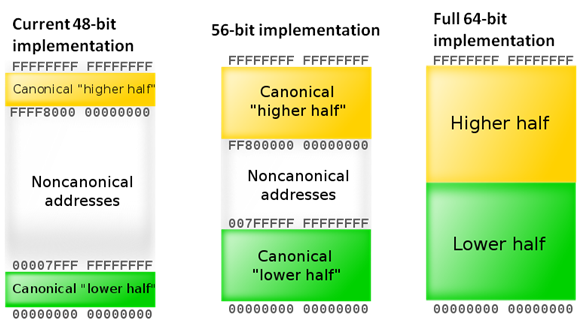 Current 48-bit
implementation
FFFFFFFF FFFFFFFF
Canonical "higher half"
FFFF8000 00000000
Noncanonical
addresses
00007FFF FFFFFFFF
Canonical "lower half"
00000000 00000000
56-bit implementation
FFFFFFFF FFFFFFFF
Canonical
"higher half"
FF800000 00000000
Noncanonical
addresses
007FFFFF FFFFFFFF
Canonical
"lower half"
00000000 00000000
Full 64-bit
implementation
FFFFFFFF FFFFFFFF
Higher half
Lower half
00000000 00000000